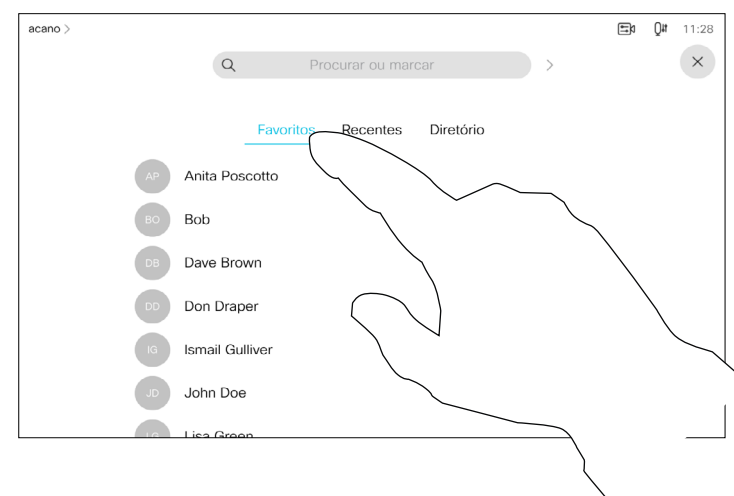 acano > 11:28
Procurar ou marcar
Favoritos Recentes Diretório
AP Anita Poscotto
BO Bob
DB Dave Brown
DD Don Draper
IG Ismail Gulliver
JD John Doe
LG Lisa Green